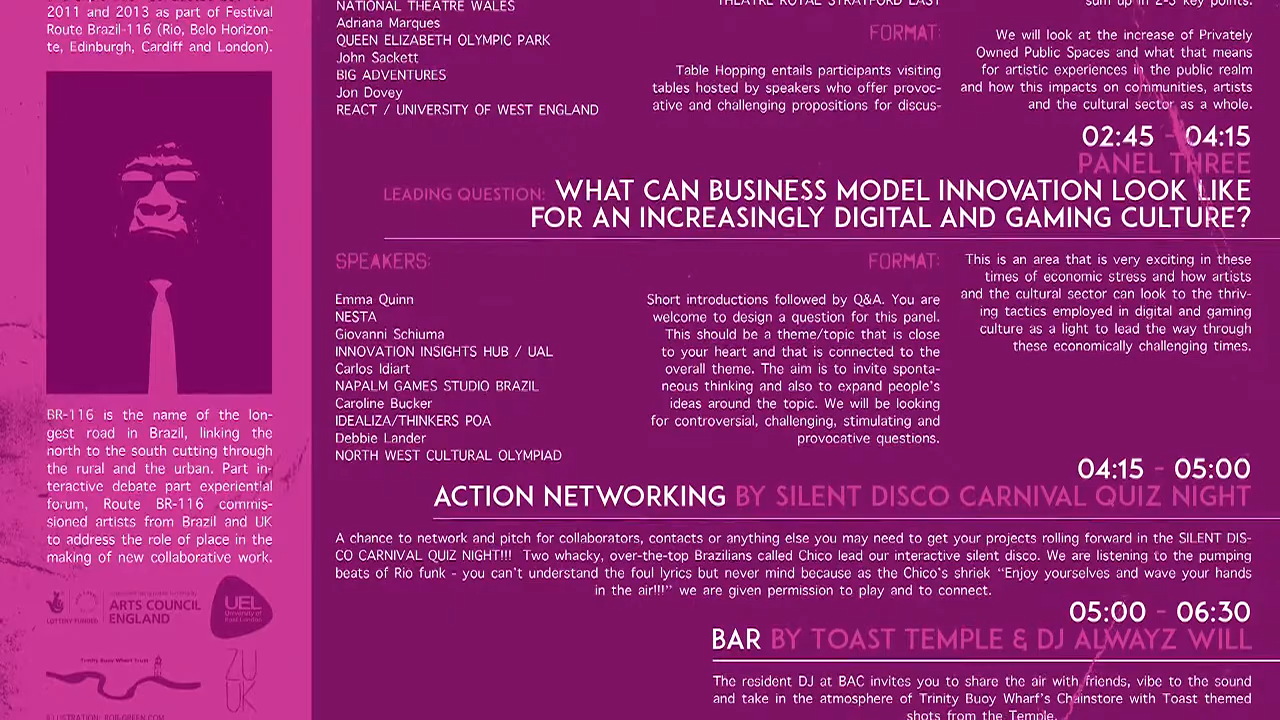 2011 and 2013 as part of Festival
Route Brazil-116 (Rio, Belo Horizon-
te, Edinburgh, Cardiff and London).
BR-116 is the name of the lon-
gest road in Brazil, linking the
north to the south cutting through
the rural and the urban. Part in-
teractive debate part experiential
forum, Route BR-116 commis-
sioned artists from Brazil and UK
to address the role of place in the
making of new collaborative work.
LOTTERY FUNDED
ARTS COUNCIL
ENGLAND
UEL
University of
East London
Trinity Buoy Wharf Trust
ZU
UK
NATIONAL THEATRE WALES
Adriana Marques
QUEEN ELIZABETH OLYMPIC PARK
John Sackett
BIG ADVENTURES
Jon Dovey
REACT / UNIVERSITY OF WEST ENGLAND
THEATRE ROYAL STRATFORD EAST
FORMAT:
Table Hopping entails participants visiting
tables hosted by speakers who offer provoc-
ative and challenging propositions for discus-
sum up in 2-3 key points.
We will look at the increase of Privately
Owned Public Spaces and what that means
for artistic experiences in the public realm
and how this impacts on communities, artists
and the cultural sector as a whole.
02:45 - 04:15
PANEL THREE
LEADING QUESTION: WHAT CAN BUSINESS MODEL INNOVATION LOOK LIKE
FOR AN INCREASINGLY DIGITAL AND GAMING CULTURE?
SPEAKERS:
Emma Quinn
NESTA
Giovanni Schiuma
INNOVATION INSIGHTS HUB / UAL
Carlos Idiart
NAPALM GAMES STUDIO BRAZIL
Caroline Bucker
IDEALIZA/THINKERS POA
Debbie Lander
NORTH WEST CULTURAL OLYMPIAD
FORMAT:
Short introductions followed by Q&A. You are
welcome to design a question for this panel.
This should be a theme/topic that is close
to your heart and that is connected to the
overall theme. The aim is to invite sponta-
neous thinking and also to expand people's
ideas around the topic. We will be looking
for controversial, challenging, stimulating and
provocative questions.
This is an area that is very exciting in these
times of economic stress and how artists
and the cultural sector can look to the thriv-
ing tactics employed in digital and gaming
culture as a light to lead the way through
these economically challenging times.
04:15 - 05:00
ACTION NETWORKING BY SILENT DISCO CARNIVAL QUIZ NIGHT
A chance to network and pitch for collaborators, contacts or anything else you may need to get your projects rolling forward in the SILENT DIS-
CO CARNIVAL QUIZ NIGHT!!! Two whacky, over-the-top Brazilians called Chico lead our interactive silent disco. We are listening to the pumping
beats of Rio funk - you can't understand the foul lyrics but never mind because as the Chico's shriek "Enjoy yourselves and wave your hands
in the air!!!" we are given permission to play and to connect.
05:00 - 06:30
BAR BY TOAST TEMPLE & DJ ALWAYZ WILL
The resident DJ at BAC invites you to share the air with friends, vibe to the sound
and take in the atmosphere of Trinity Buoy Wharf's Chainstore with Toast themed
shots from the Temple.